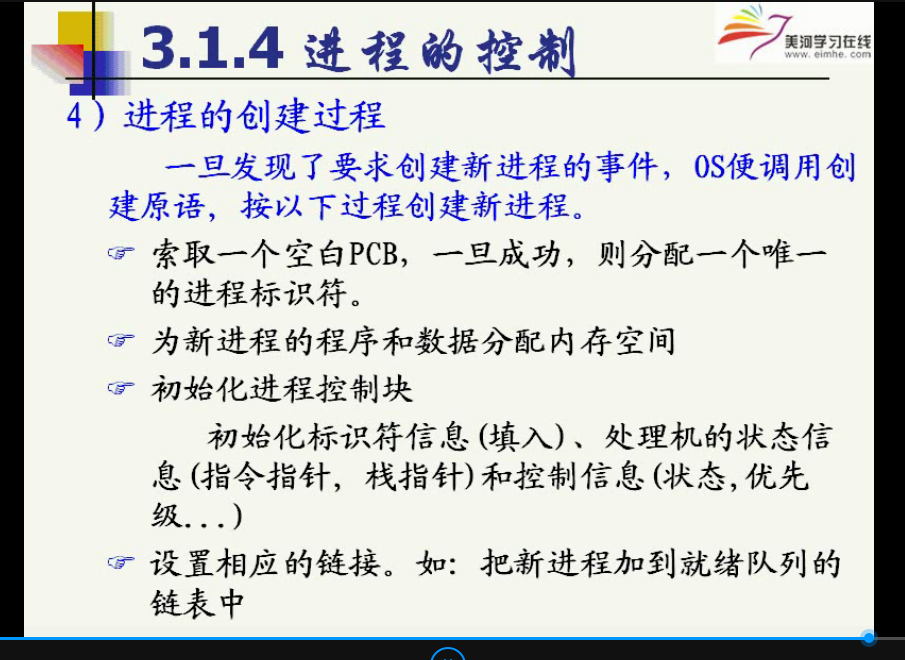 3.1.4 进程的控制
美河学习在线
www.eimhe.com
4）进程的创建过程
一旦发现了要求创建新进程的事件，OS便调用创
建原语，按以下过程创建新进程。
☞ 索取一个空白PCB，一旦成功，则分配一个唯一
的进程标识符。
☞ 为新进程的程序和数据分配内存空间
☞ 初始化进程控制块
初始化标识符信息(填入)、处理机的状态信
息(指令指针，栈指针)和控制信息(状态,优先
级...)
☞ 设置相应的链接。如：把新进程加到就绪队列的
链表中